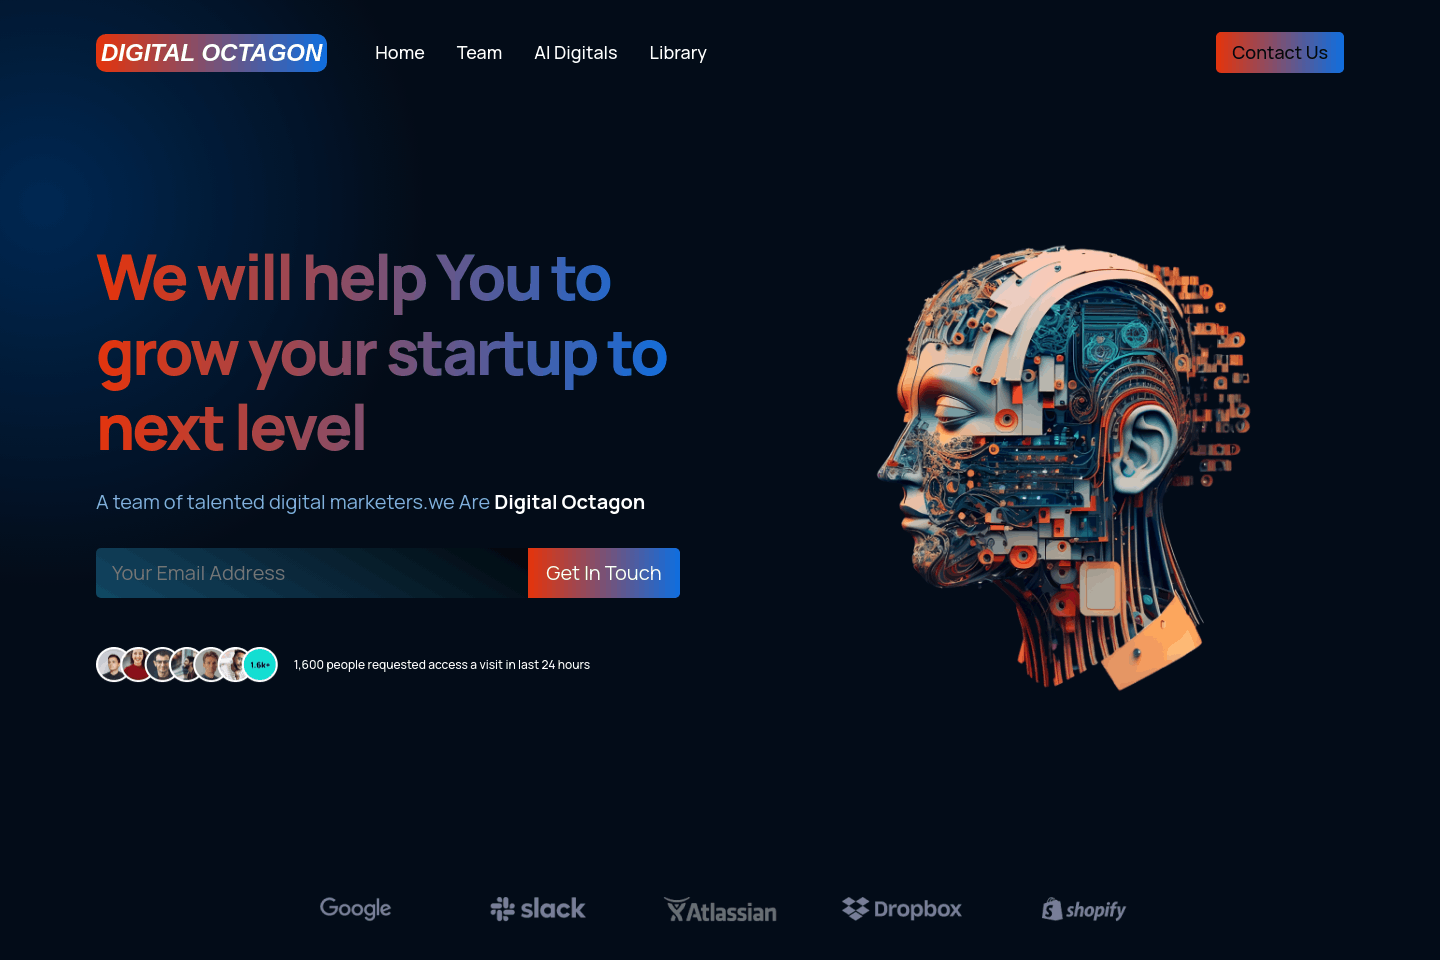 DIGITAL OCTAGON
Home
Team
AI Digitals
Library
Contact Us
We will help You to
grow your startup to
next level
A team of talented digital marketers.we Are Digital Octagon
Your Email Address
Get In Touch
1.6k+
1,600 people requested access a visit in last 24 hours
Google
slack
Atlassian
Dropbox
shopify